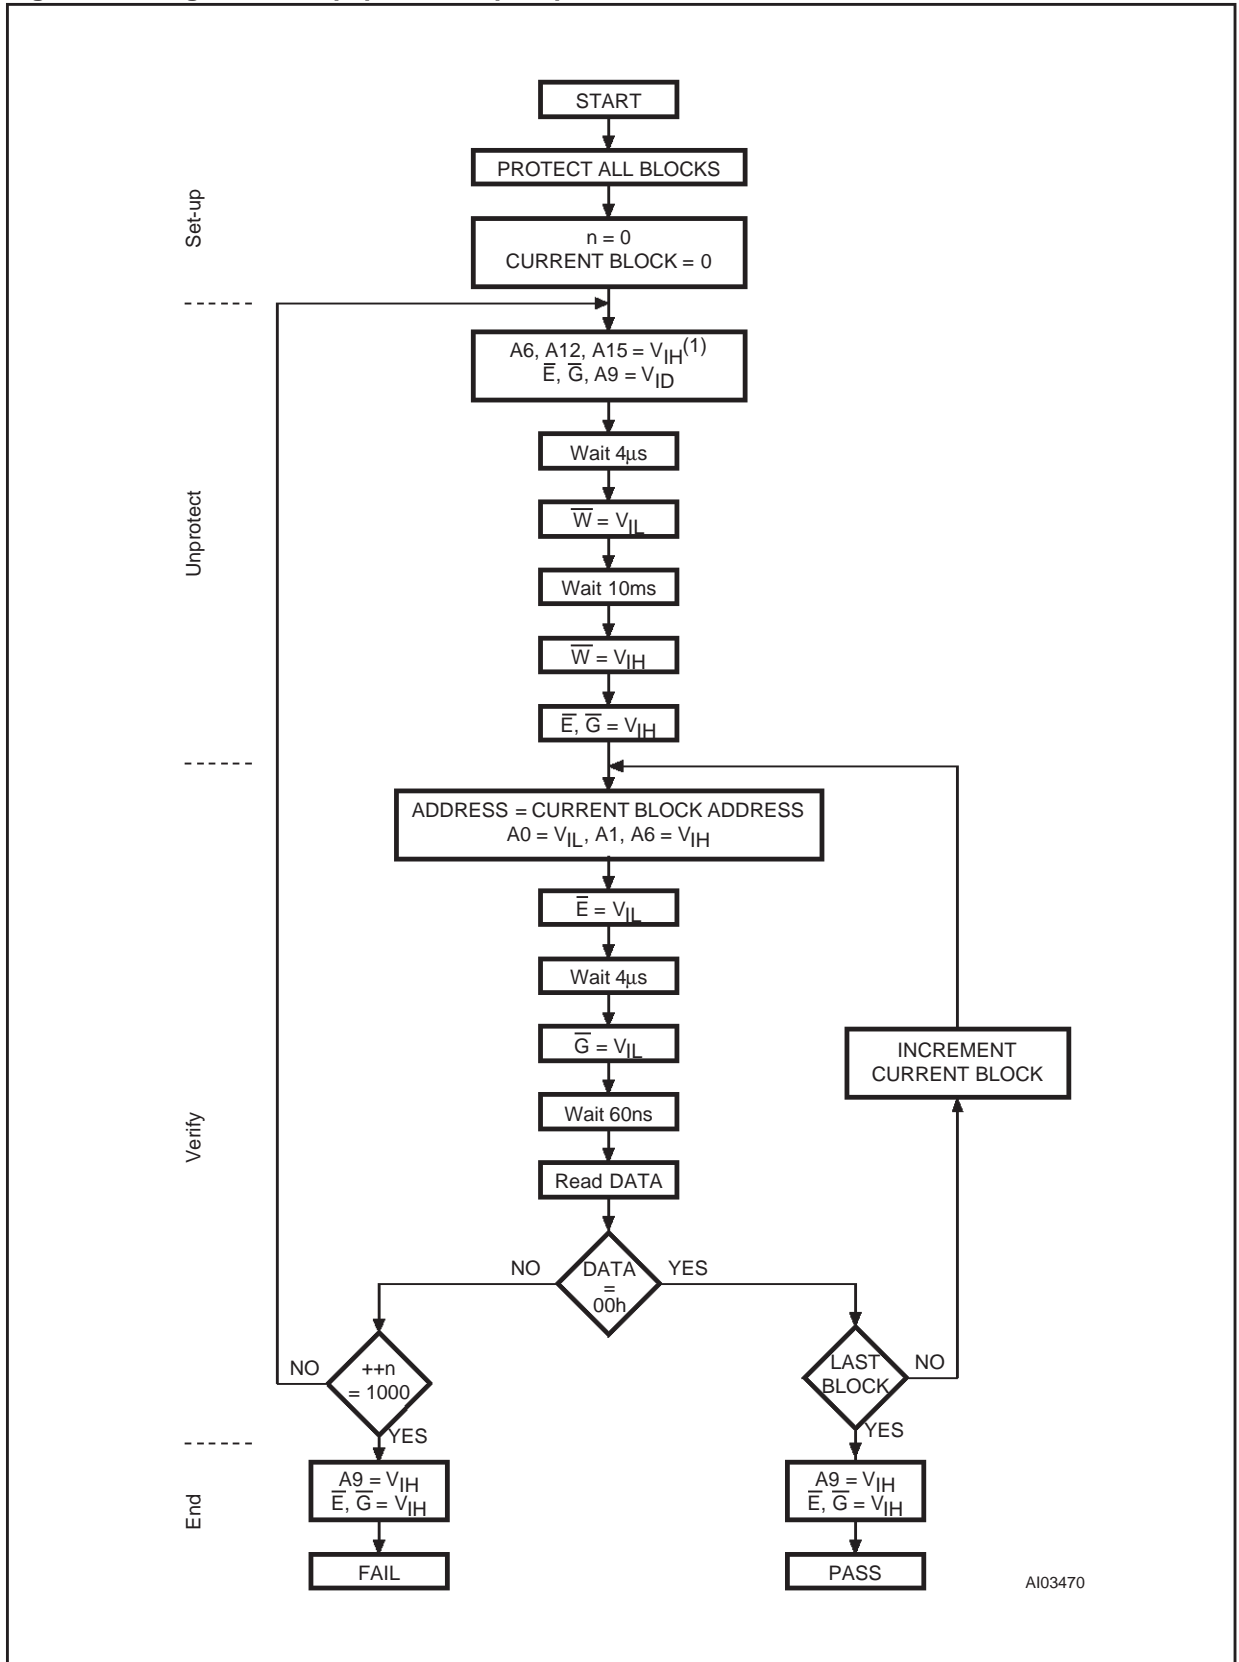 START
PROTECT ALL BLOCKS
Set-up
n = 0
CURRENT BLOCK = 0
A6, A12, A15 = VIH(1)
E̅, G̅, A9 = VID
Wait 4μs
W̅ = VIL
Unprotect
Wait 10ms
W̅ = VIH
E̅, G̅ = VIH
ADDRESS = CURRENT BLOCK ADDRESS
A0 = VIL, A1, A6 = VIH
E̅ = VIL
Wait 4μs
G̅ = VIL
INCREMENT
CURRENT BLOCK
Wait 60ns
Verify
Read DATA
NO
DATA
=
00h
YES
NO
++n
= 1000
YES
LAST
BLOCK
NO
YES
End
A9 = VIH
E̅, G̅ = VIH
A9 = VIH
E̅, G̅ = VIH
FAIL
PASS
AI03470